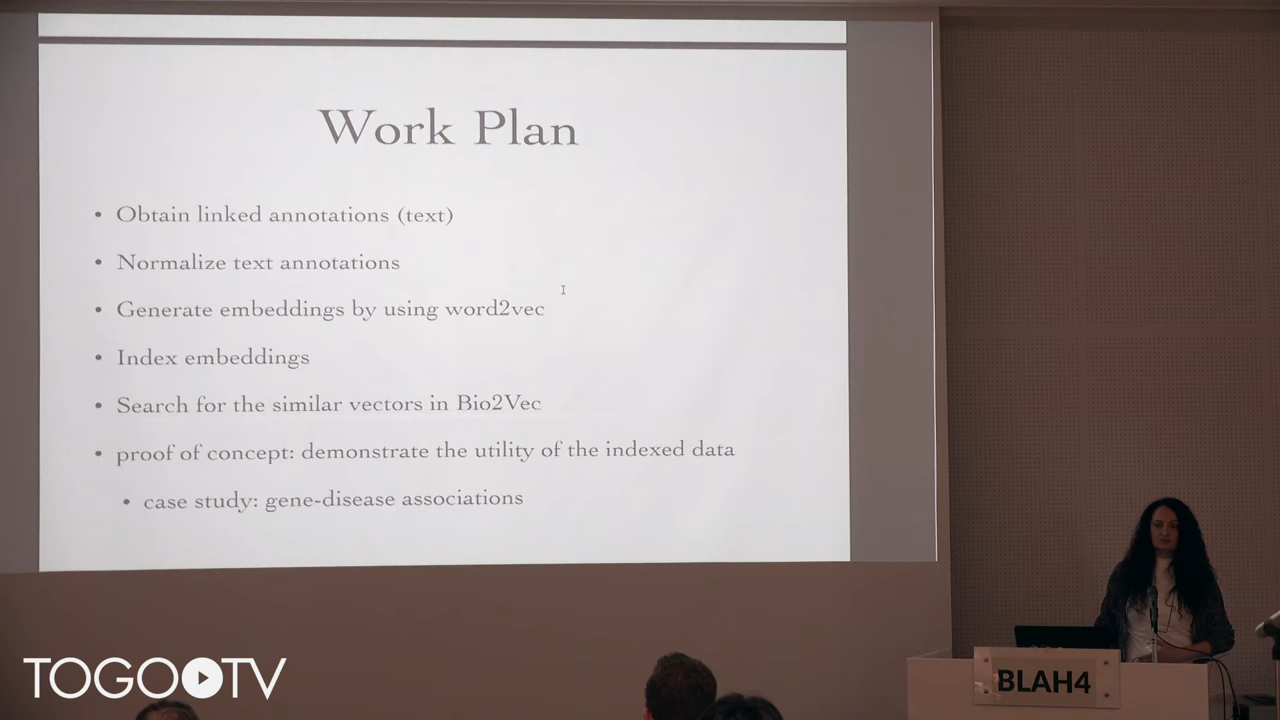 Work Plan
• Obtain linked annotations (text)
• Normalize text annotations
• Generate embeddings by using word2vec
• Index embeddings
• Search for the similar vectors in Bio2Vec
• proof of concept: demonstrate the utility of the indexed data
• case study: gene-disease associations
BLAH4
TOGOTV